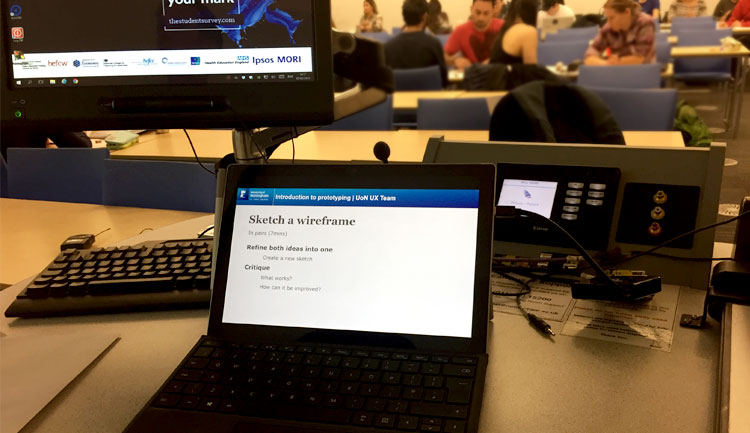 your mark
thestudentsurvey.com
hefcw
Health Education England
NHS
Ipsos MORI
Introduction to prototyping | UoN UX Team
Sketch a wireframe
In pairs (7mins)
Refine both ideas into one
Create a new sketch
Critique
What works?
How can it be improved?